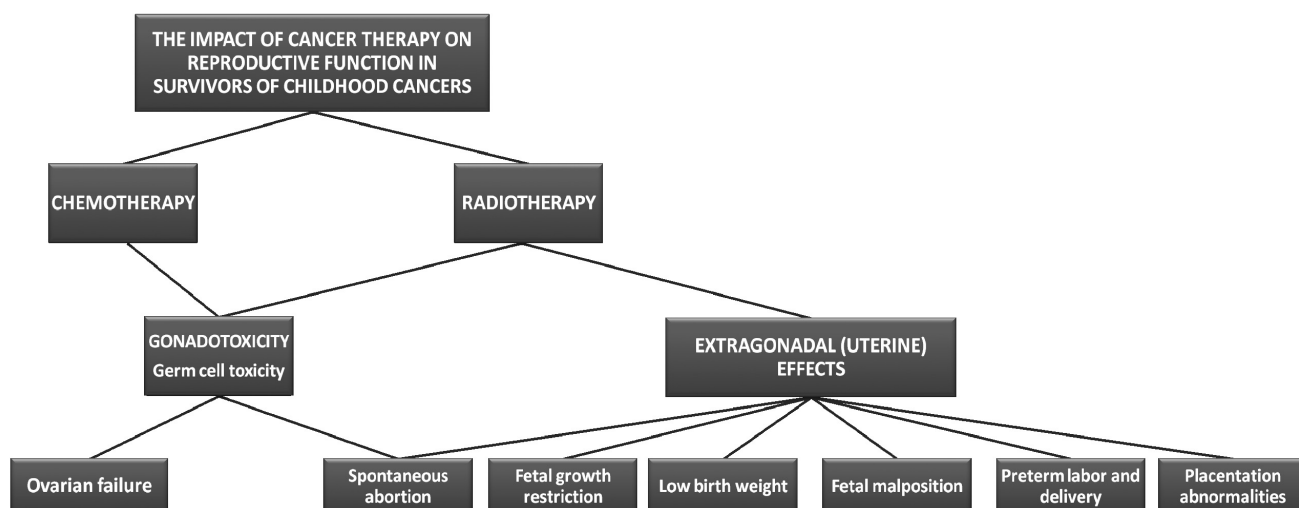 THE IMPACT OF CANCER THERAPY ON
REPRODUCTIVE FUNCTION IN
SURVIVORS OF CHILDHOOD CANCERS
CHEMOTHERAPY
RADIOTHERAPY
GONADOTOXICITY
Germ cell toxicity
EXTRAGONADAL (UTERINE)
EFFECTS
Ovarian failure
Spontaneous
abortion
Fetal growth
restriction
Low birth weight
Fetal malposition
Preterm labor and
delivery
Placentation
abnormalities